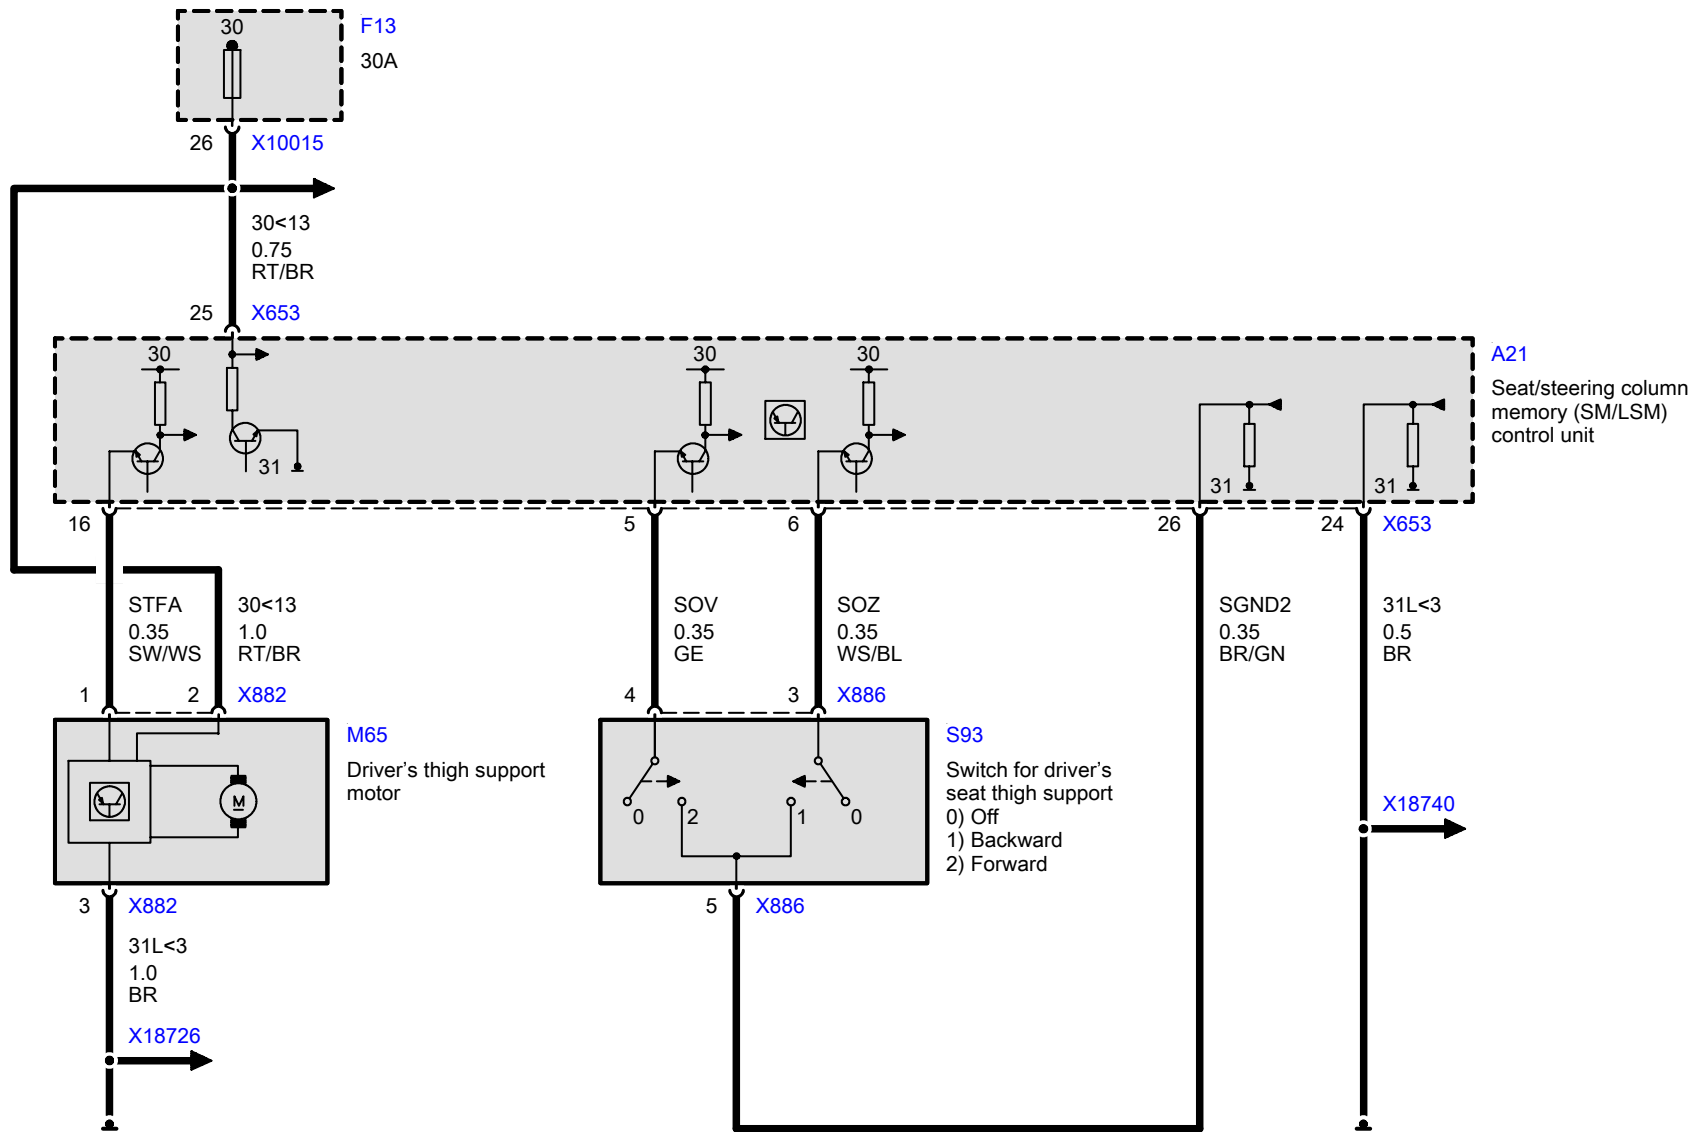 30
F13
30A
26
X10015
30<13
0.75
RT/BR
25
X653
30
30
30
A21
Seat/steering column
memory (SM/LSM)
control unit
31
31
31
16
5
6
26
24
X653
STFA
0.35
SW/WS
30<13
1.0
RT/BR
SOV
0.35
GE
SOZ
0.35
WS/BL
SGND2
0.35
BR/GN
31L<3
0.5
BR
1
2
X882
4
3
X886
M65
Driver's thigh support
motor
M
S93
Switch for driver's
seat thigh support
0) Off
1) Backward
2) Forward
0
2
1
0
X18740
3
X882
5
X886
31L<3
1.0
BR
X18726